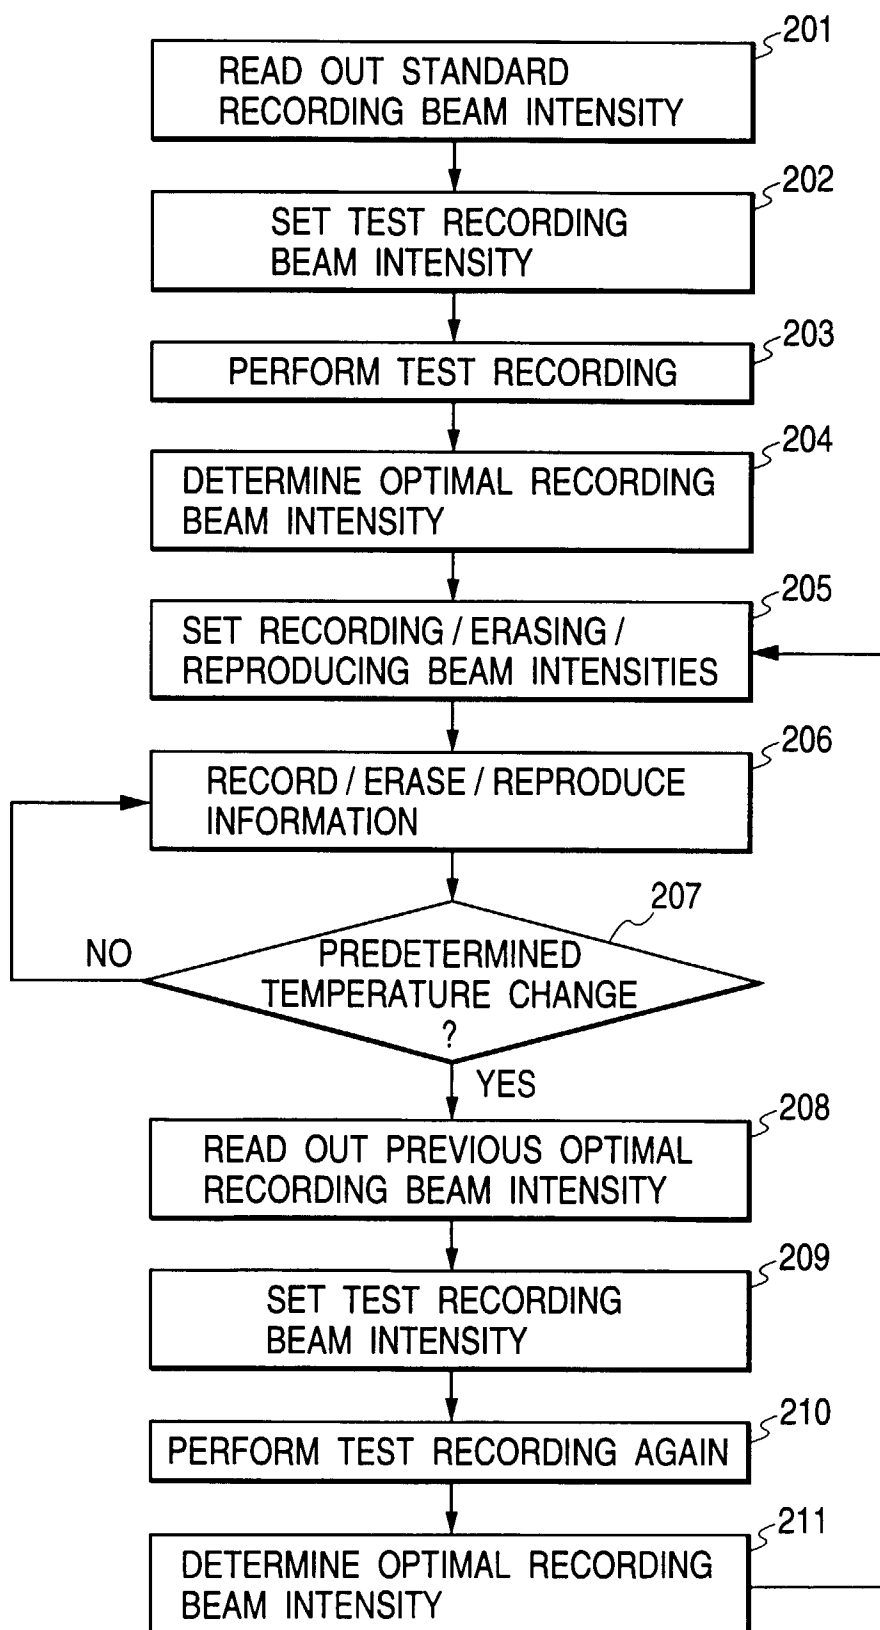 201
READ OUT STANDARD
RECORDING BEAM INTENSITY
202
SET TEST RECORDING
BEAM INTENSITY
203
PERFORM TEST RECORDING
204
DETERMINE OPTIMAL RECORDING
BEAM INTENSITY
205
SET RECORDING / ERASING /
REPRODUCING BEAM INTENSITIES
206
RECORD / ERASE / REPRODUCE
INFORMATION
207
NO
PREDETERMINED
TEMPERATURE CHANGE
?
YES
208
READ OUT PREVIOUS OPTIMAL
RECORDING BEAM INTENSITY
209
SET TEST RECORDING
BEAM INTENSITY
210
PERFORM TEST RECORDING AGAIN
211
DETERMINE OPTIMAL RECORDING
BEAM INTENSITY